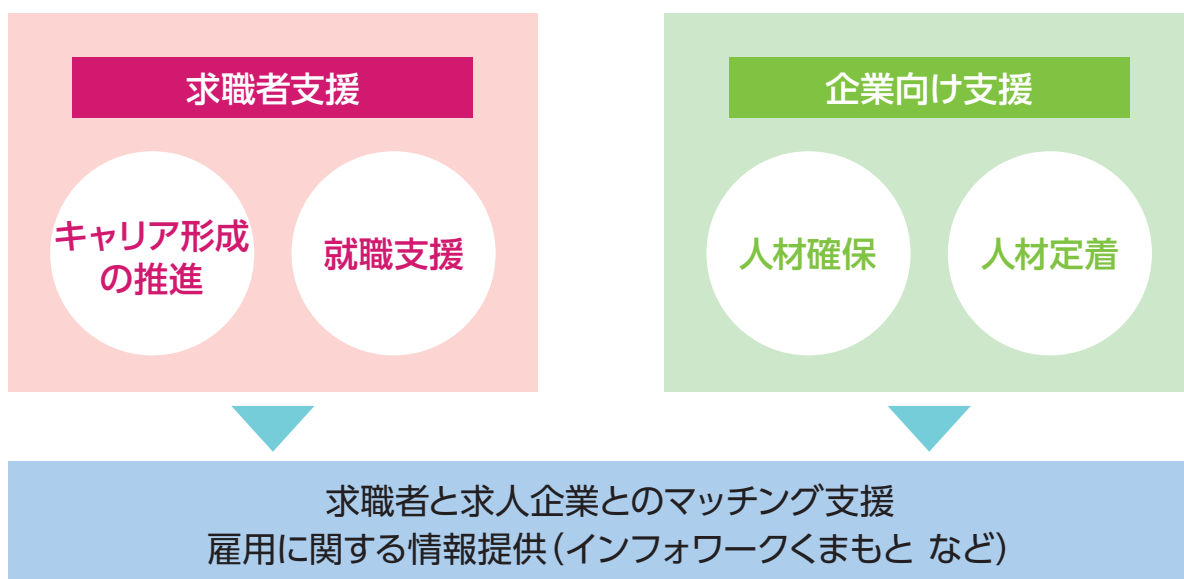 求職者支援
キャリア形成
の推進
就職支援
企業向け支援
人材確保
人材定着
求職者と求人企業とのマッチング支援
雇用に関する情報提供（インフォワークくまもと など）